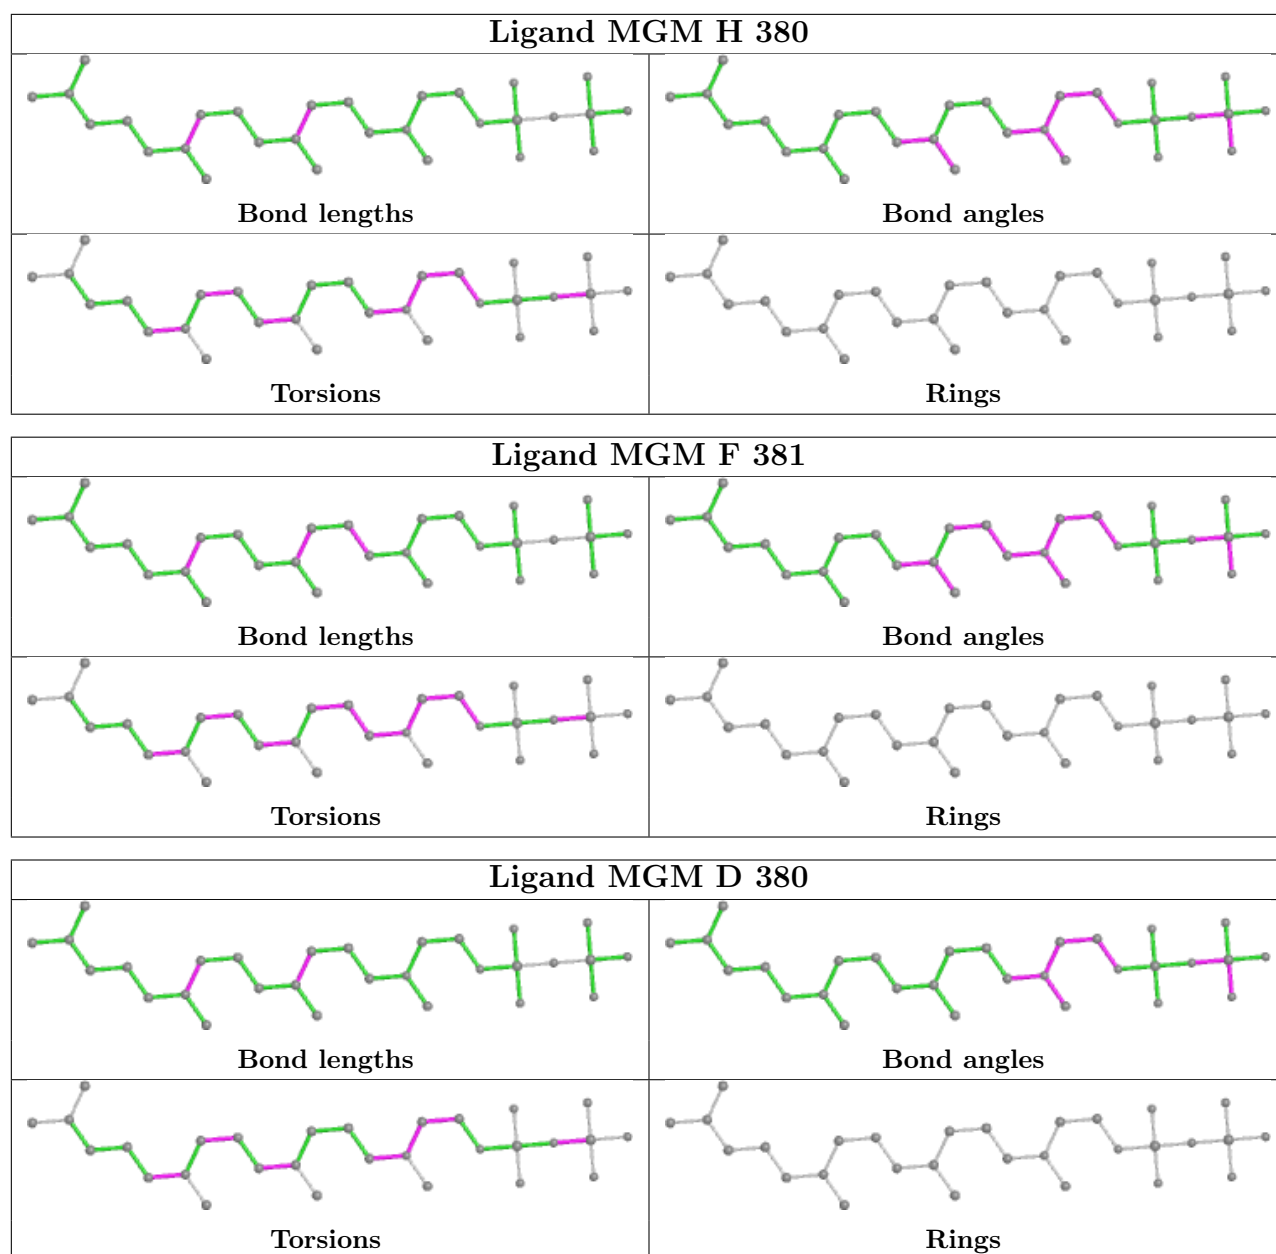 Ligand MGM H 380
Bond lengths
Bond angles
Torsions
Rings
Ligand MGM F 381
Bond lengths
Bond angles
Torsions
Rings
Ligand MGM D 380
Bond lengths
Bond angles
Torsions
Rings